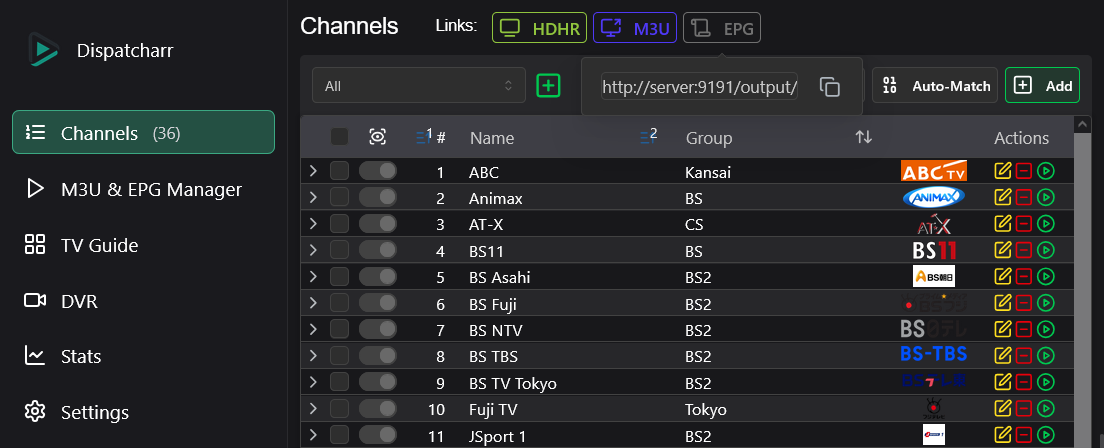 Dispatcharr
Channels (36)
M3U & EPG Manager
TV Guide
DVR
Stats
Settings
Channels Links: HDHR M3U EPG
All http://server:9191/output/ Auto-Match Add
1 # Name 2 Group Actions
1 ABC Kansai ABC TV
2 Animax BS ANIMAX
3 AT-X CS AT-X
4 BS11 BS BS11
5 BS Asahi BS2 BS朝日
6 BS Fuji BS2
7 BS NTV BS2 BS日テレ
8 BS TBS BS2 BS-TBS
9 BS TV Tokyo BS2 BSテレ東
10 Fuji TV Tokyo
11 JSport 1 BS2